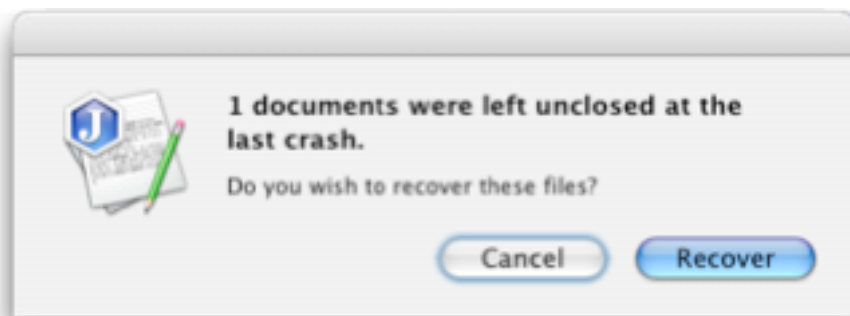 J
1 documents were left unclosed at the
last crash.
Do you wish to recover these files?
Cancel Recover